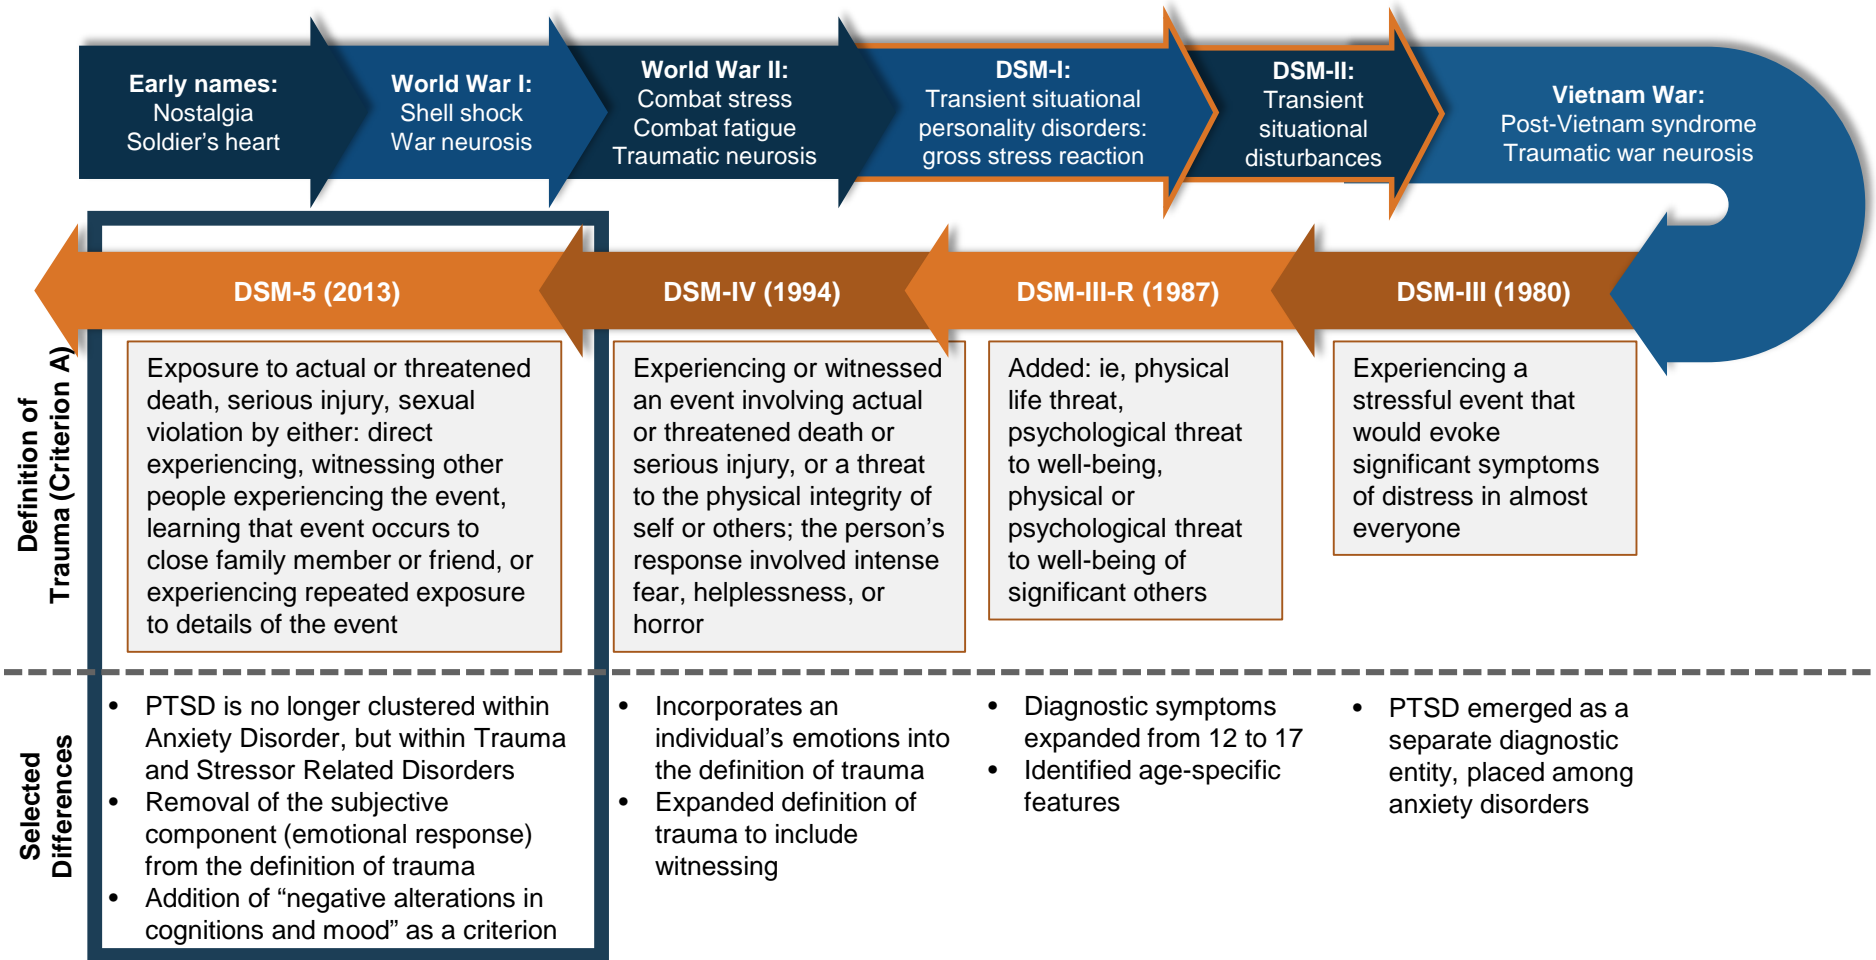 Early names:
Nostalgia
Soldier's heart
World War I:
Shell shock
War neurosis
World War II:
Combat stress
Combat fatigue
Traumatic neurosis
DSM-I:
Transient situational
personality disorders:
gross stress reaction
DSM-II:
Transient
situational
disturbances
Vietnam War:
Post-Vietnam syndrome
Traumatic war neurosis
DSM-5 (2013)
DSM-IV (1994)
DSM-III-R (1987)
DSM-III (1980)
Definition of
Trauma (Criterion A)
Exposure to actual or threatened
death, serious injury, sexual
violation by either: direct
experiencing, witnessing other
people experiencing the event,
learning that event occurs to
close family member or friend, or
experiencing repeated exposure
to details of the event
Experiencing or witnessed
an event involving actual
or threatened death or
serious injury, or a threat
to the physical integrity of
self or others; the person's
response involved intense
fear, helplessness, or
horror
Added: ie, physical
life threat,
psychological threat
to well-being,
physical or
psychological threat
to well-being of
significant others
Experiencing a
stressful event that
would evoke
significant symptoms
of distress in almost
everyone
Selected
Differences
• PTSD is no longer clustered within
Anxiety Disorder, but within Trauma
and Stressor Related Disorders
• Removal of the subjective
component (emotional response)
from the definition of trauma
• Addition of “negative alterations in
cognitions and mood” as a criterion
• Incorporates an
individual's emotions into
the definition of trauma
• Expanded definition of
trauma to include
witnessing
• Diagnostic symptoms
expanded from 12 to 17
• Identified age-specific
features
• PTSD emerged as a
separate diagnostic
entity, placed among
anxiety disorders